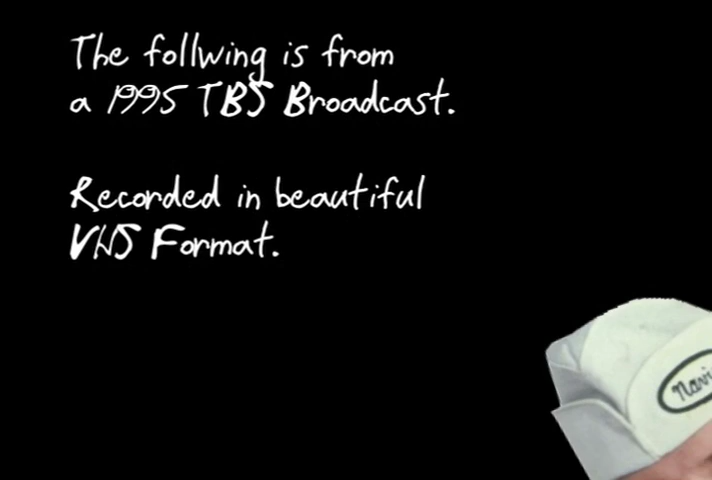 The follwing is from
a 1995 TBS Broadcast.
Recorded in beautiful
VHS Format.